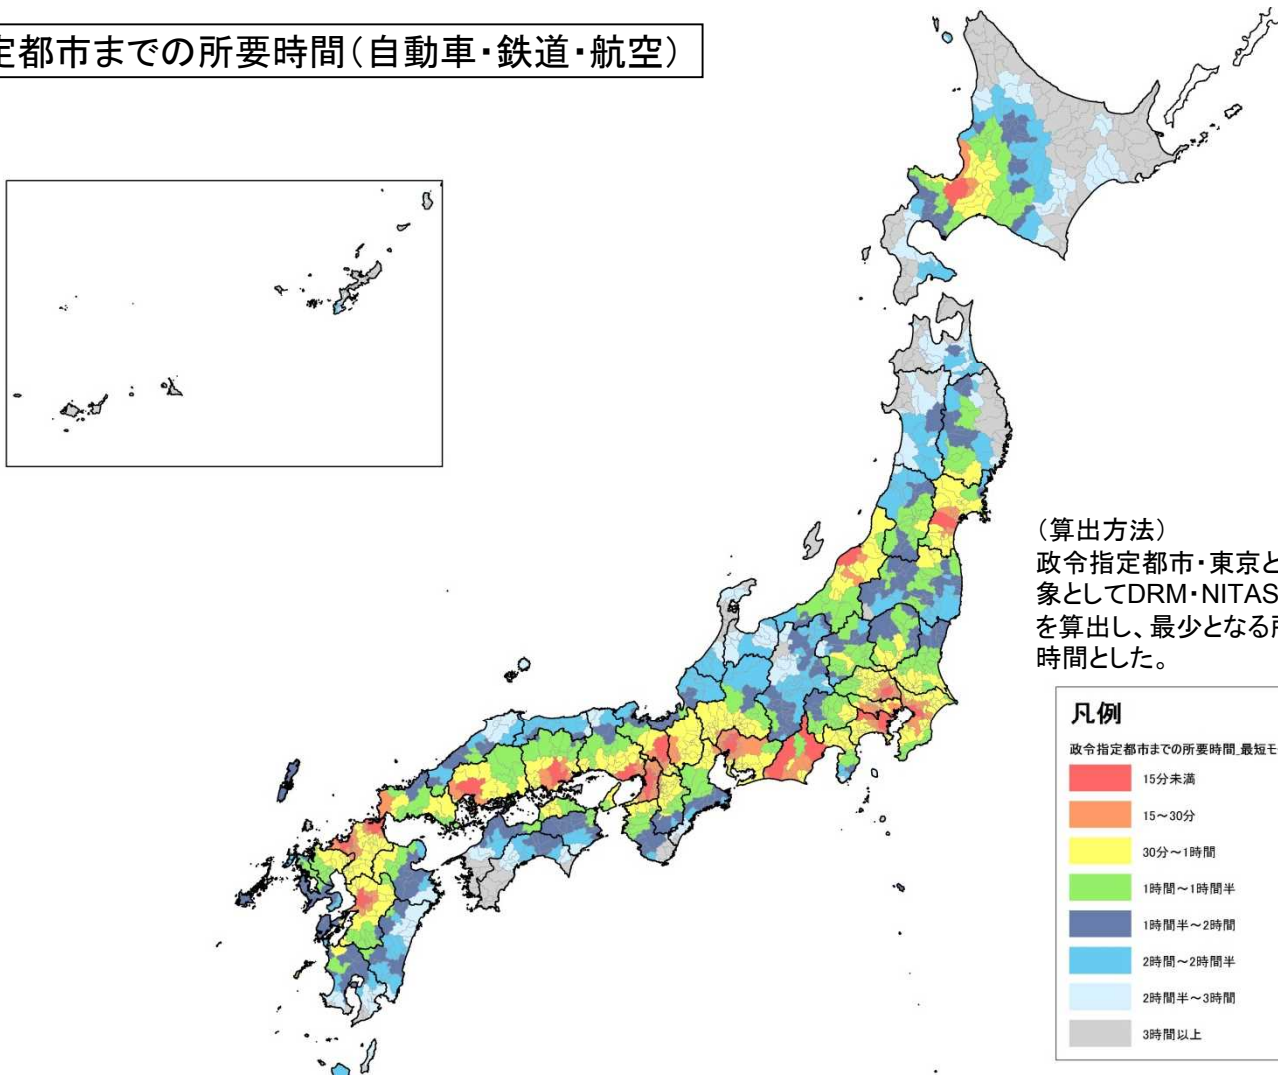 定都市までの所要時間(自動車・鉄道・航空)
(算出方法)
政令指定都市・東京と
象としてDRM・NITAS
を算出し、最少となる所
時間とした。
凡例
政令指定都市までの所要時間_最短モ
15分未満
15～30分
30分～1時間
1時間～1時間半
1時間半～2時間
2時間～2時間半
2時間半～3時間
3時間以上